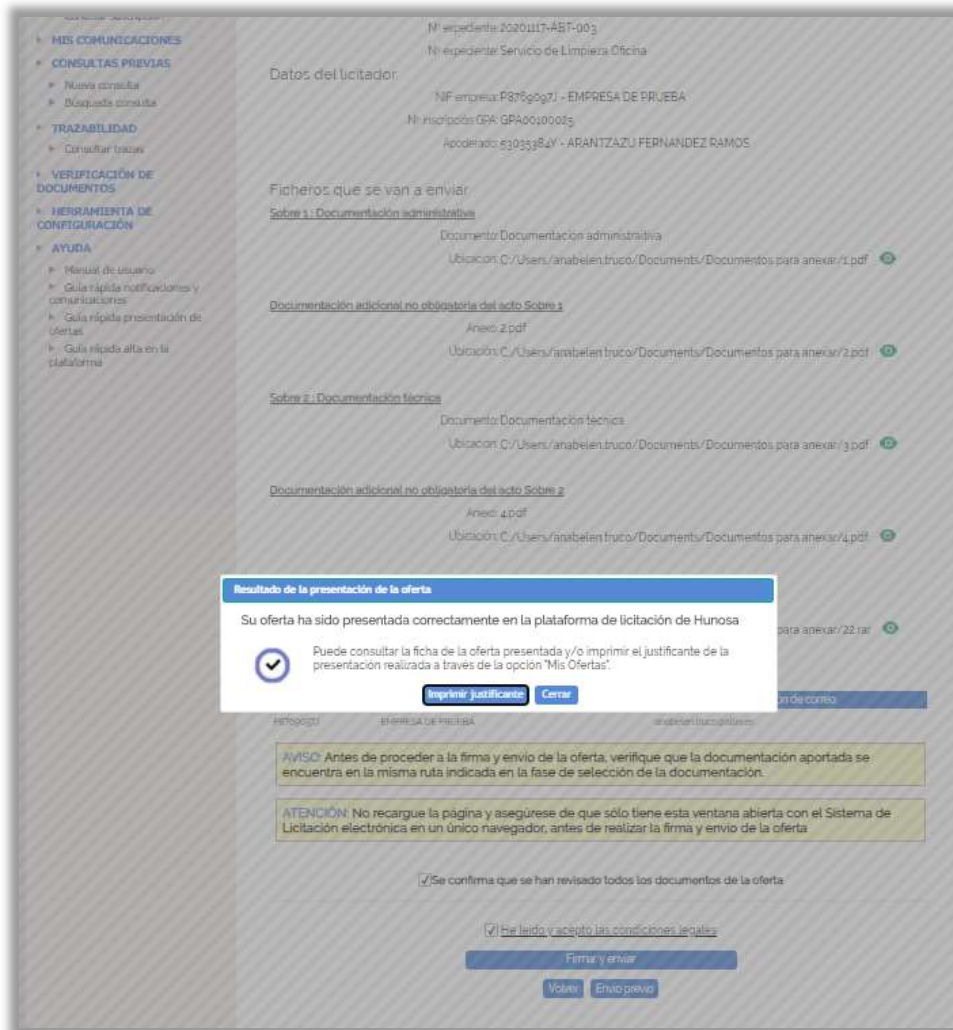 MIS COMUNICACIONES
CONSULTAS PREVIAS
Nueva consulta
Búsqueda consulta
TRAZABILIDAD
Consultar trazas
VERIFICACIÓN DE
DOCUMENTOS
HERRAMIENTA DE
CONFIGURACIÓN
AYUDA
Manual de usuario
Guía rápida notificaciones y
comunicaciones
Guía rápida presentación de
ofertas
Guía rápida alta en la
plataforma
Nº expediente: 20201117-ABT-003
Nº expediente: Servicio de Limpieza Oficina
Datos del licitador
NIF empresa: P8769097J - EMPRESA DE PRUEBA
Nº inscripción GPA: GPA00100025
Apoderado: 53035384Y - ARANTZAZU FERNANDEZ RAMOS
Ficheros que se van a enviar
Sobre 1 : Documentación administrativa
Documento: Documentación administraitiva
Ubicación: C:/Users/anabelen.truco/Documents/Documentos para anexar/1.pdf
Documentación adicional no obligatoria del acto Sobre 1
Anexo: 2.pdf
Ubicación: C:/Users/anabelen.truco/Documents/Documentos para anexar/2.pdf
Sobre 2 : Documentación técnica
Documento: Documentación técnica
Ubicación: C:/Users/anabelen.truco/Documents/Documentos para anexar/3.pdf
Documentación adicional no obligatoria del acto Sobre 2
Anexo: 4.pdf
Ubicación: C:/Users/anabelen.truco/Documents/Documentos para anexar/4.pdf
Resultado de la presentación de la oferta
Su oferta ha sido presentada correctamente en la plataforma de licitación de Hunosa
para anexar/22.rar
Puede consultar la ficha de la oferta presentada y/o imprimir el justificante de la
presentación realizada a través de la opción "Mis Ofertas".
Imprimir justificante Cerrar
de correo
P8769097J EMPRESA DE PRUEBA
AVISO: Antes de proceder a la firma y envío de la oferta, verifique que la documentación aportada se
encuentra en la misma ruta indicada en la fase de selección de la documentación.
ATENCIÓN: No recargue la página y asegúrese de que sólo tiene esta ventana abierta con el Sistema de
Licitación electrónica en un único navegador, antes de realizar la firma y envío de la oferta
Se confirma que se han revisado todos los documentos de la oferta
He leído y acepto las condiciones legales
Firmar y enviar
Volver Envío previo